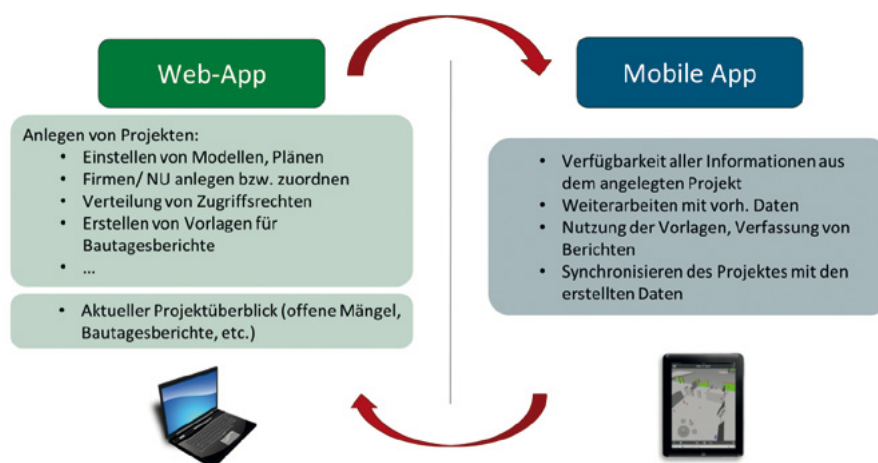 Web-App
Anlegen von Projekten:
• Einstellen von Modellen, Plänen
• Firmen/ NU anlegen bzw. zuordnen
• Verteilung von Zugriffsrechten
• Erstellen von Vorlagen für
Bautagesberichte
• ...
• Aktueller Projektüberblick (offene Mängel,
Bautagesberichte, etc.)
Mobile App
• Verfügbarkeit aller Informationen aus
dem angelegten Projekt
• Weiterarbeiten mit vorh. Daten
• Nutzung der Vorlagen, Verfassung von
Berichten
• Synchronisieren des Projektes mit den
erstellten Daten